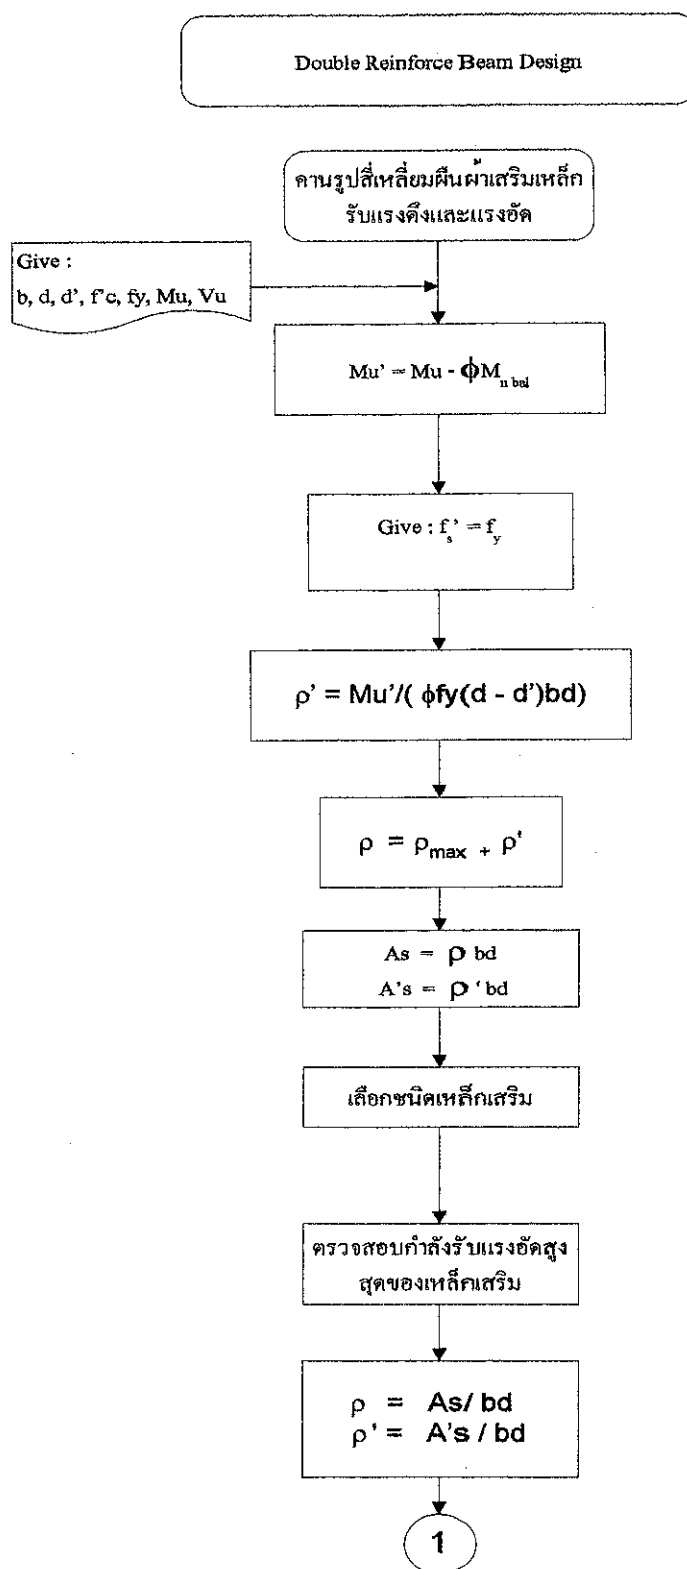 Double Reinforce Beam Design
คานรูปสี่เหลี่ยมผืนผ้าเสริมเหล็ก
รับแรงดึงและแรงอัด
Give :
b, d, d', f'c, fy, Mu, Vu
Mu' = Mu - ϕM n bal
Give : f s ' = f y
ρ' = Mu'/( ϕfy(d - d')bd)
ρ = ρmax + ρ'
As = ρ bd
A's = ρ ' bd
เลือกชนิดเหล็กเสริม
ตรวจสอบกำลังรับแรงอัดสูง
สุดของเหล็กเสริม
ρ = As/ bd
ρ' = A's / bd
1